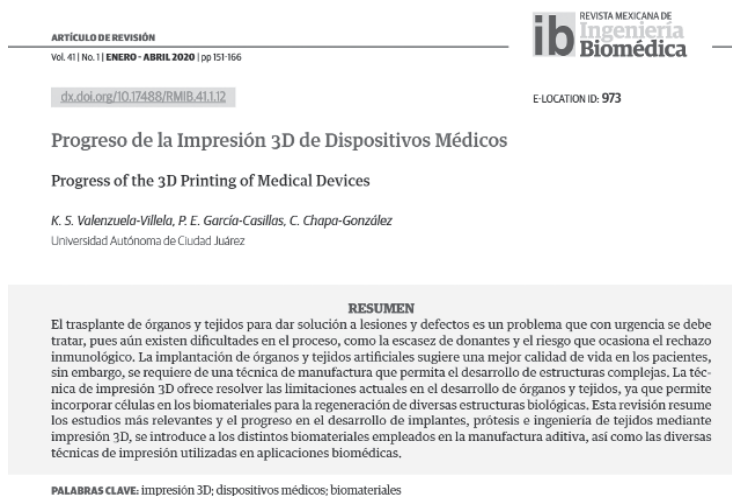 ARTÍCULO DE REVISIÓN
Vol. 41 | No. 1 | ENERO - ABRIL 2020 | pp 151-166
ib REVISTA MEXICANA DE
Ingeniería
Biomédica
dx.doi.org/10.17488/RMIB.41.1.12
E-LOCATION ID: 973
Progreso de la Impresión 3D de Dispositivos Médicos
Progress of the 3D Printing of Medical Devices
K. S. Valenzuela-Villela, P. E. García-Casillas, C. Chapa-González
Universidad Autónoma de Ciudad Juárez
RESUMEN
El trasplante de órganos y tejidos para dar solución a lesiones y defectos es un problema que con urgencia se debe
tratar, pues aún existen dificultades en el proceso, como la escasez de donantes y el riesgo que ocasiona el rechazo
inmunológico. La implantación de órganos y tejidos artificiales sugiere una mejor calidad de vida en los pacientes,
sin embargo, se requiere de una técnica de manufactura que permita el desarrollo de estructuras complejas. La téc-
nica de impresión 3D ofrece resolver las limitaciones actuales en el desarrollo de órganos y tejidos, ya que permite
incorporar células en los biomateriales para la regeneración de diversas estructuras biológicas. Esta revisión resume
los estudios más relevantes y el progreso en el desarrollo de implantes, prótesis e ingeniería de tejidos mediante
impresión 3D, se introduce a los distintos biomateriales empleados en la manufactura aditiva, así como las diversas
técnicas de impresión utilizadas en aplicaciones biomédicas.
PALABRAS CLAVE: impresión 3D; dispositivos médicos; biomateriales